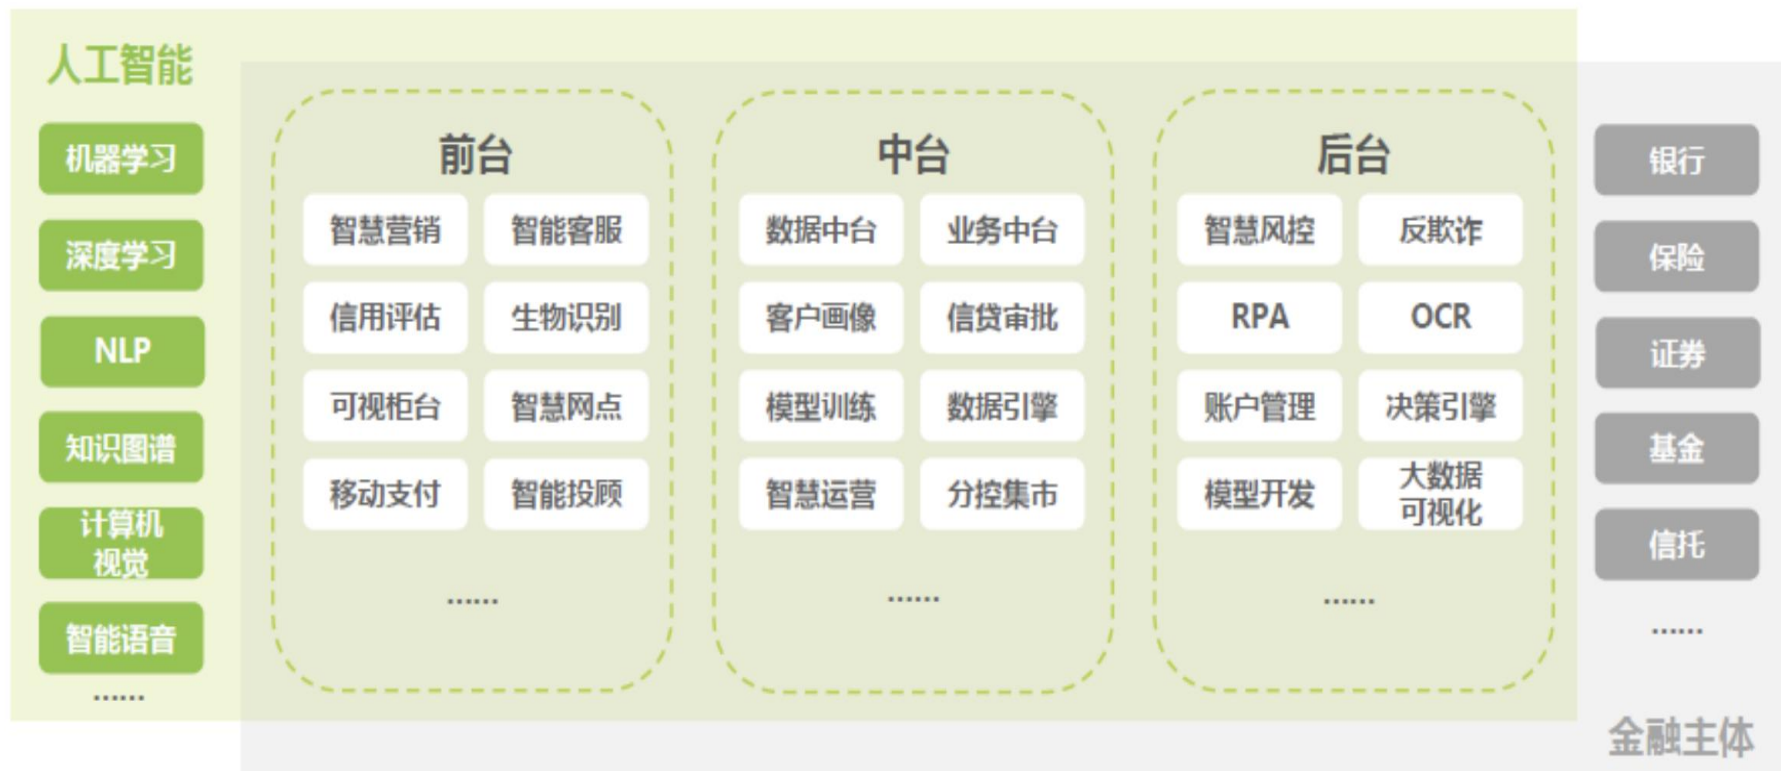 人工智能
机器学习
深度学习
NLP
知识图谱
计算机
视觉
智能语音
……
前台
智慧营销
智能客服
信用评估
生物识别
可视柜台
智慧网点
移动支付
智能投顾
……
中台
数据中台
业务中台
客户画像
信贷审批
模型训练
数据引擎
智慧运营
分控集市
……
后台
智慧风控
反欺诈
RPA
OCR
账户管理
决策引擎
模型开发
大数据
可视化
……
银行
保险
证券
基金
信托
……
金融主体